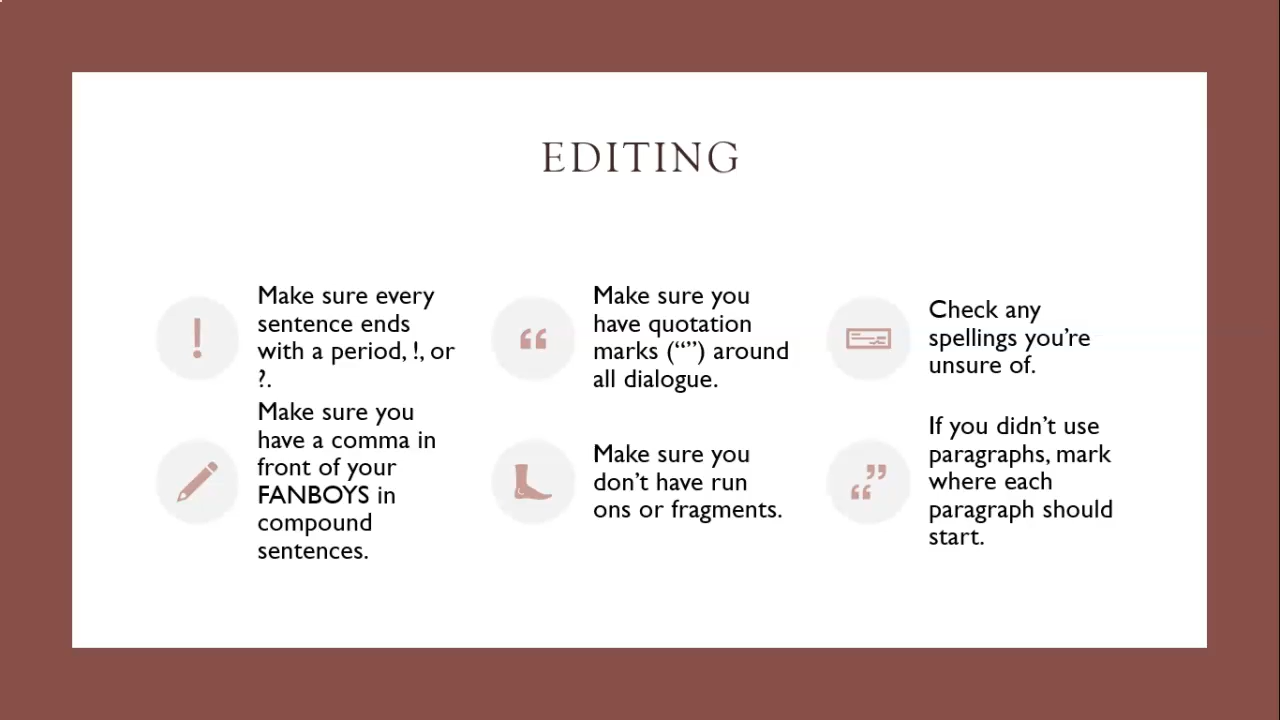 EDITING
Make sure every
sentence ends
with a period, !, or
?.
Make sure you
have quotation
marks (“”) around
all dialogue.
Check any
spellings you’re
unsure of.
Make sure you
have a comma in
front of your
FANBOYS in
compound
sentences.
Make sure you
don’t have run
ons or fragments.
If you didn’t use
paragraphs, mark
where each
paragraph should
start.